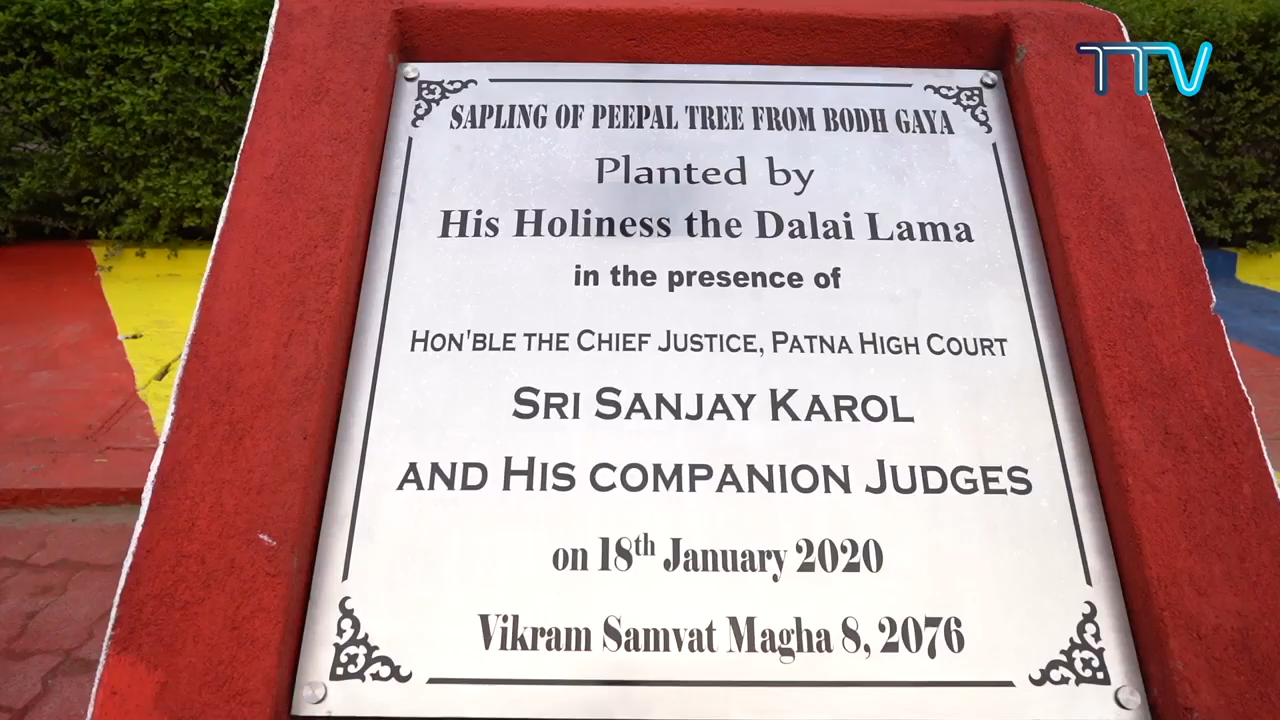 TTV
SAPLING OF PEEPAL TREE FROM BODH GAYA
Planted by
His Holiness the Dalai Lama
in the presence of
HON'BLE THE CHIEF JUSTICE, PATNA HIGH COURT
SRI SANJAY KAROL
AND HIS COMPANION JUDGES
on 18th January 2020
Vikram Samvat Magha 8, 2076